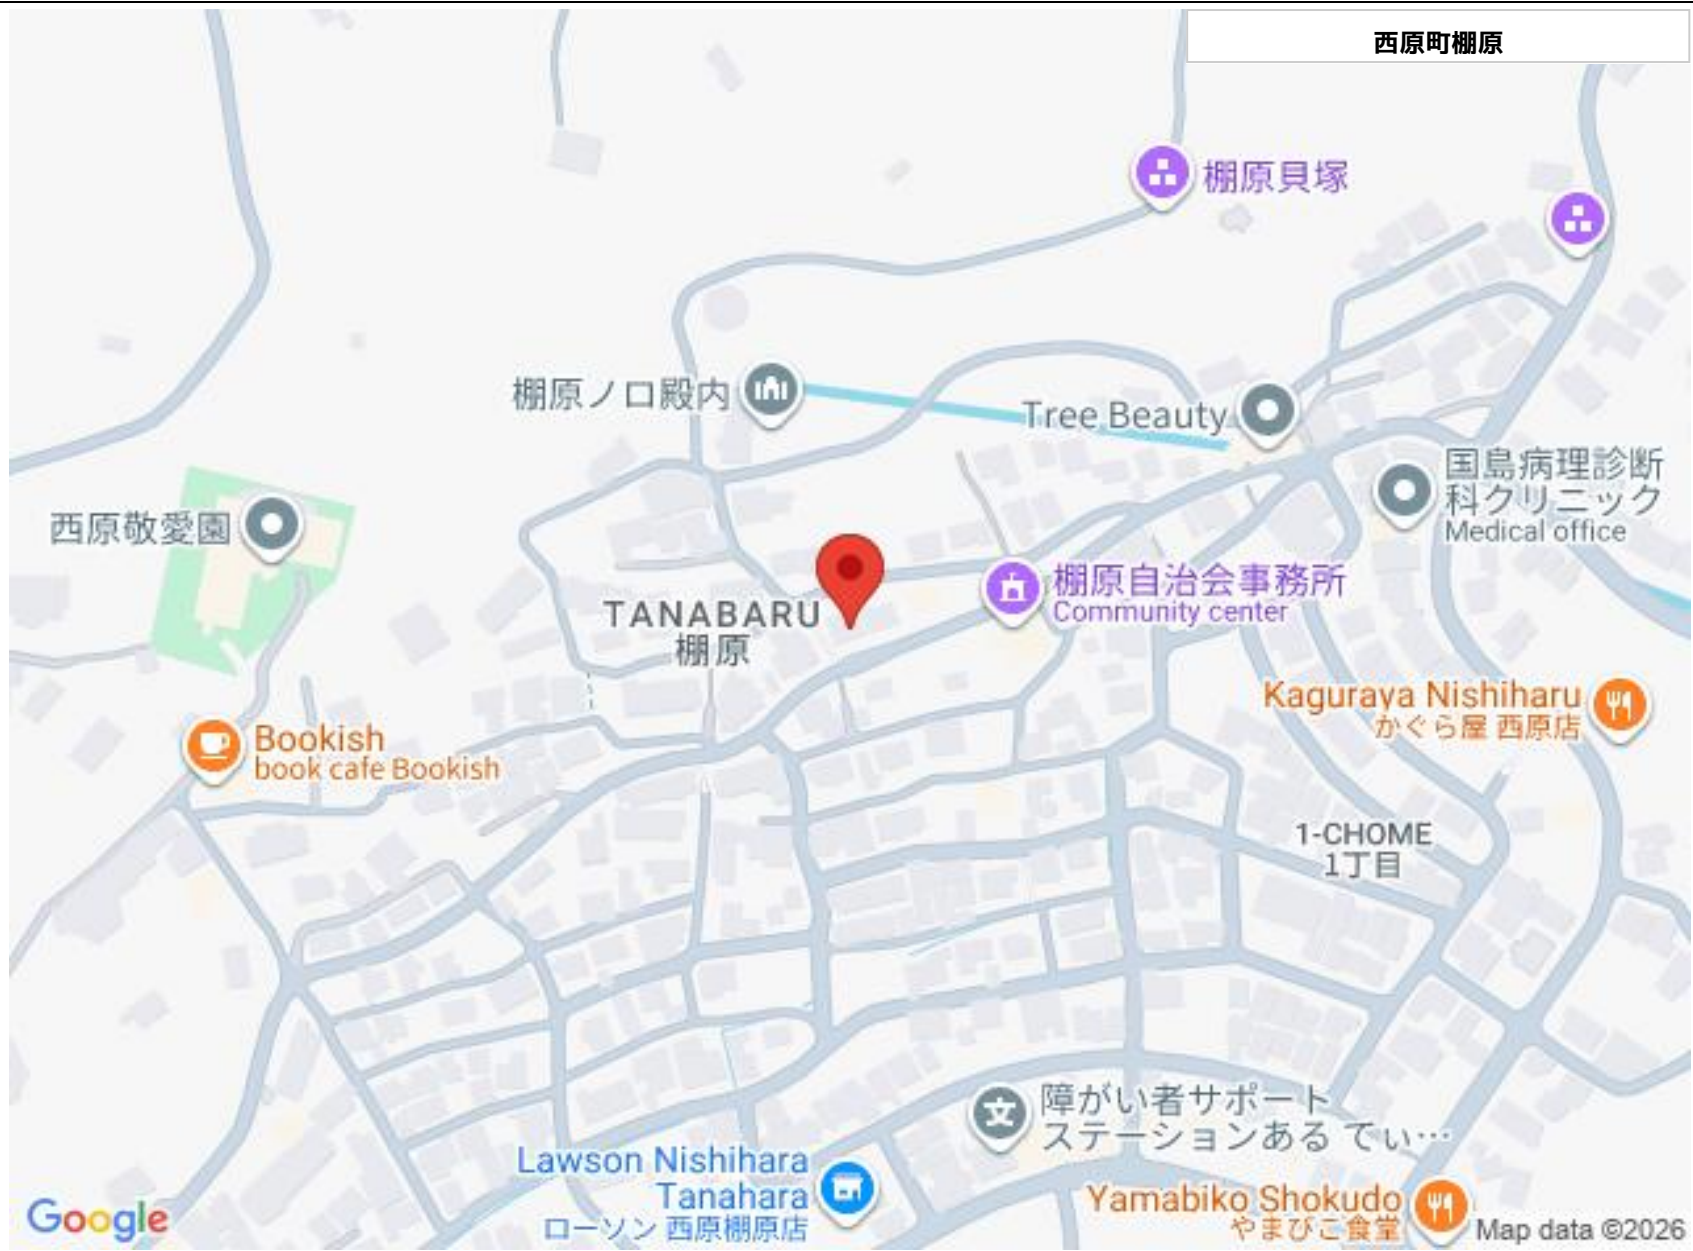 西原町棚原
棚原貝塚
棚原ノロ殿内
Tree Beauty
国島病理診断
科クリニック
Medical office
西原敬愛園
棚原自治会事務所
Community center
TANABARU
棚原
Kaguraya Nishiharu
かぐら屋 西原店
Bookish
book cafe Bookish
1-CHOME
1丁目
障がい者サポート
ステーションある てぃ…
Lawson Nishihara
Tanahara
ローソン 西原棚原店
Yamabiko Shokudo
やまびこ食堂
Google
Map data ©2026